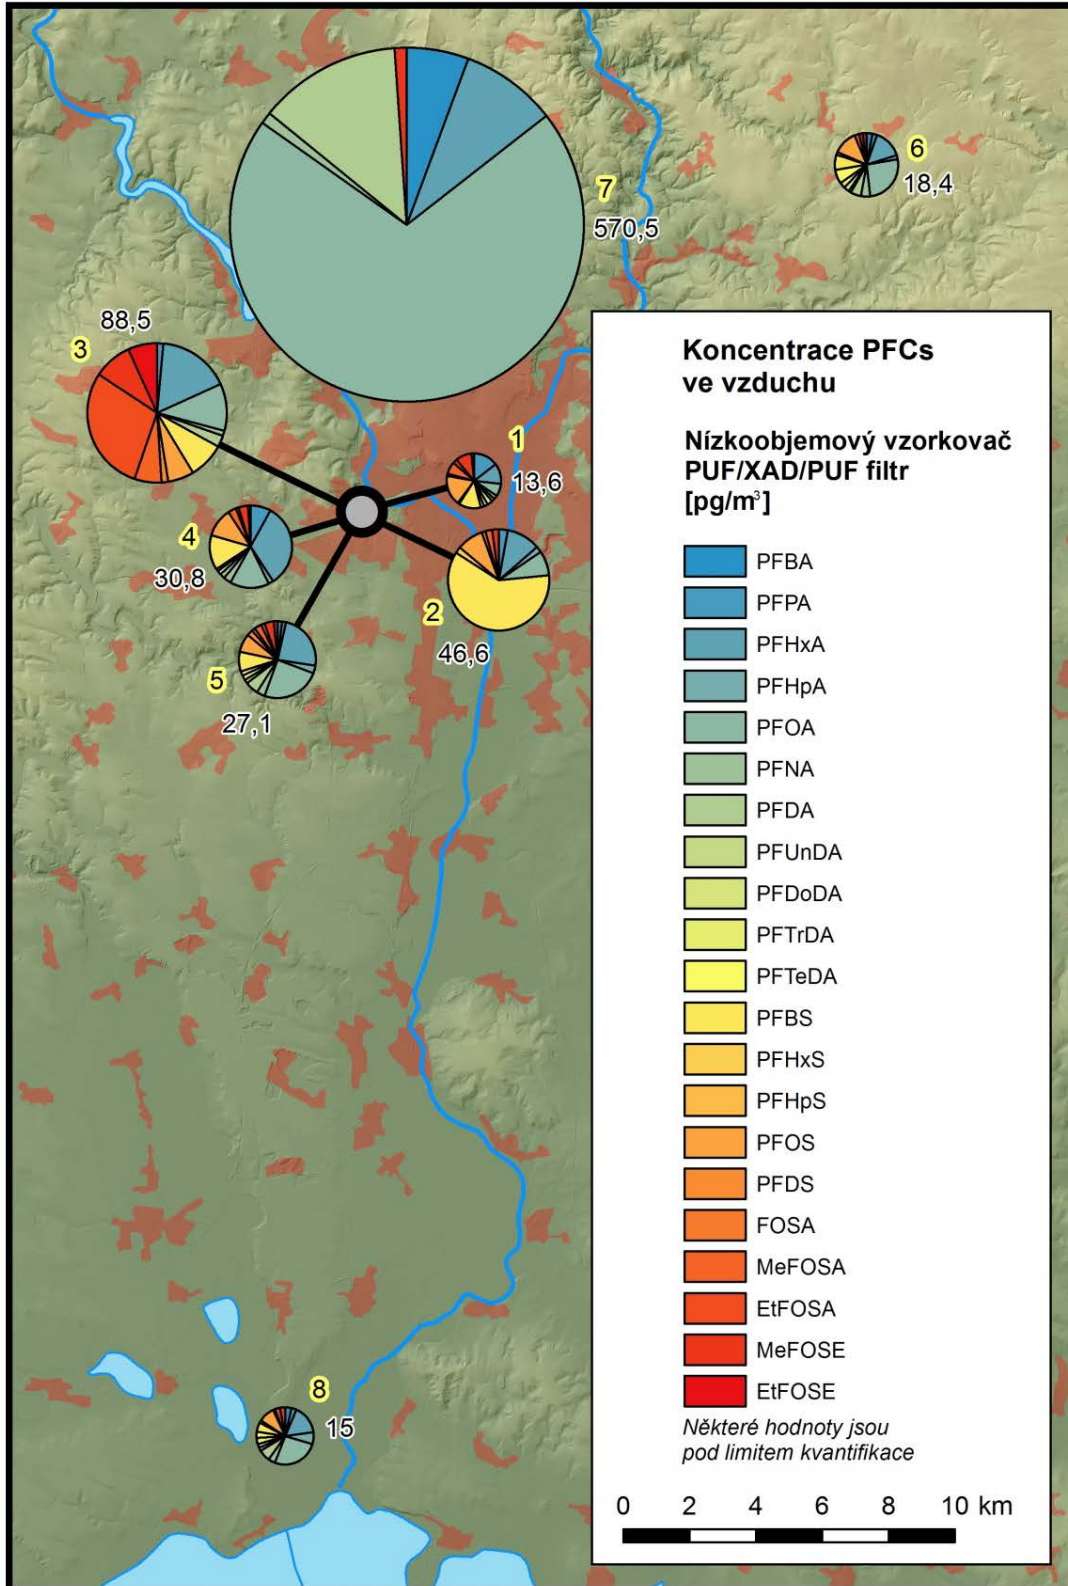 7
570,5
6
18,4
88,5
3
1
13,6
4
30,8
2
46,6
5
27,1
8
15
Koncentrace PFCs
ve vzduchu
Nízkoobjemový vzorkovač
PUF/XAD/PUF filtr
[pg/m³]
PFBA
PFPA
PFHxA
PFHpA
PFOA
PFNA
PFDA
PFUnDA
PFDoDA
PFTrDA
PFTeDA
PFBS
PFHxS
PFHpS
PFOS
PFDS
FOSA
MeFOSA
EtFOSA
MeFOSE
EtFOSE
Některé hodnoty jsou
pod limitem kvantifikace
0 2 4 6 8 10 km